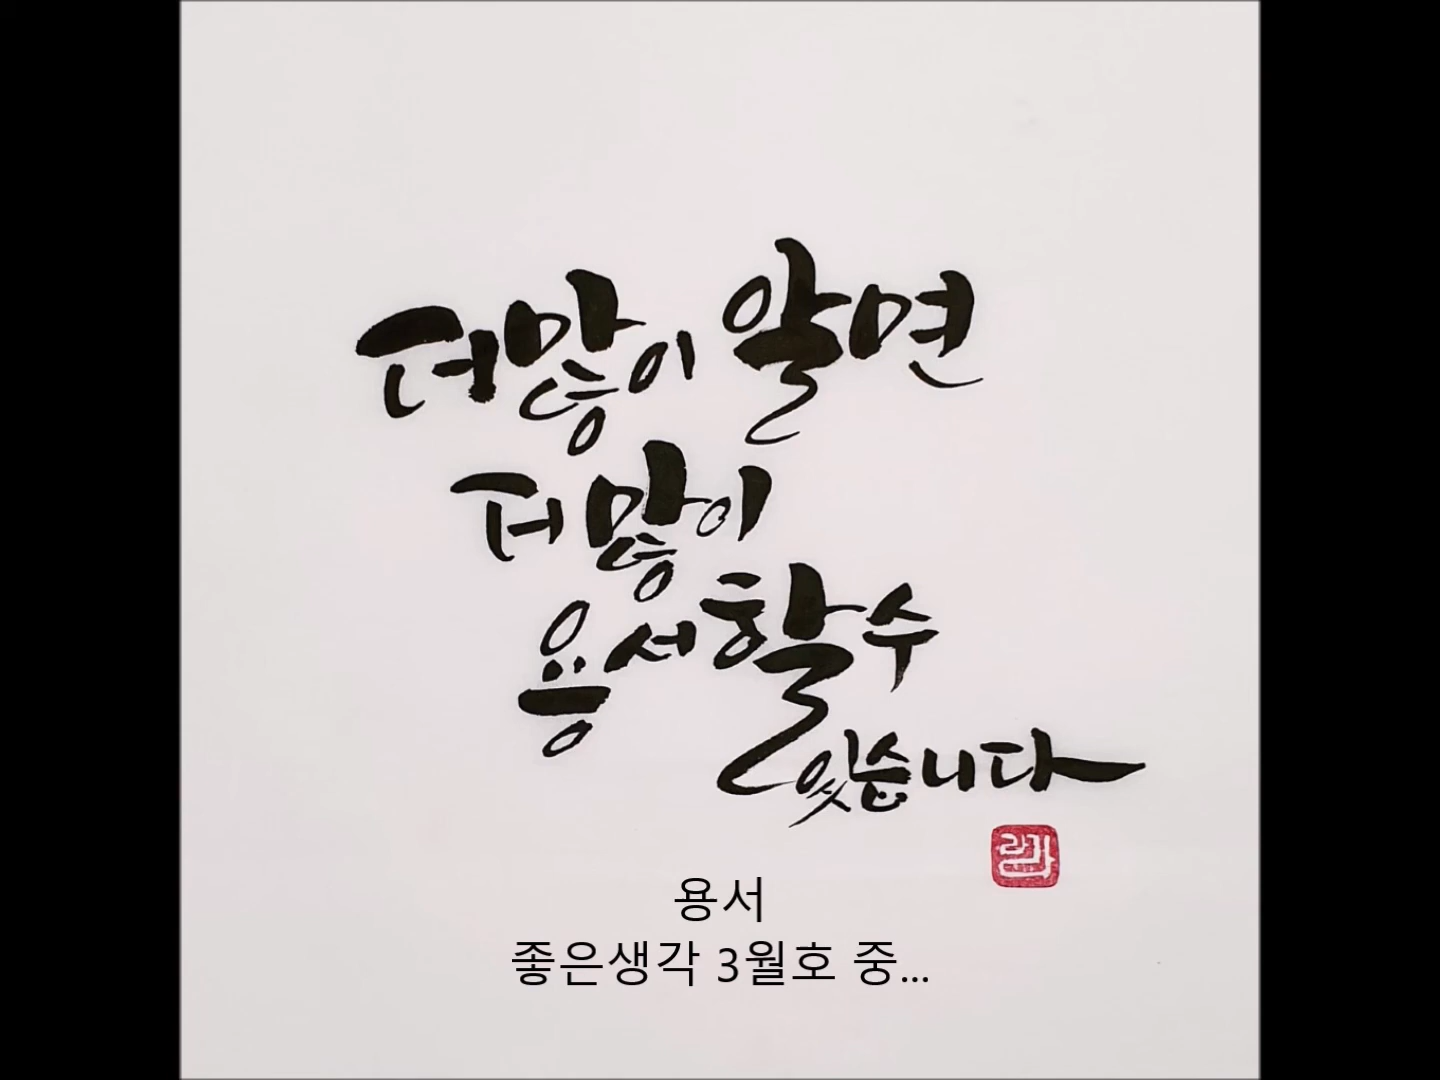 더 많이 알면
더 많이
용서할 수
있습니다
용서
좋은생각 3월호 중...